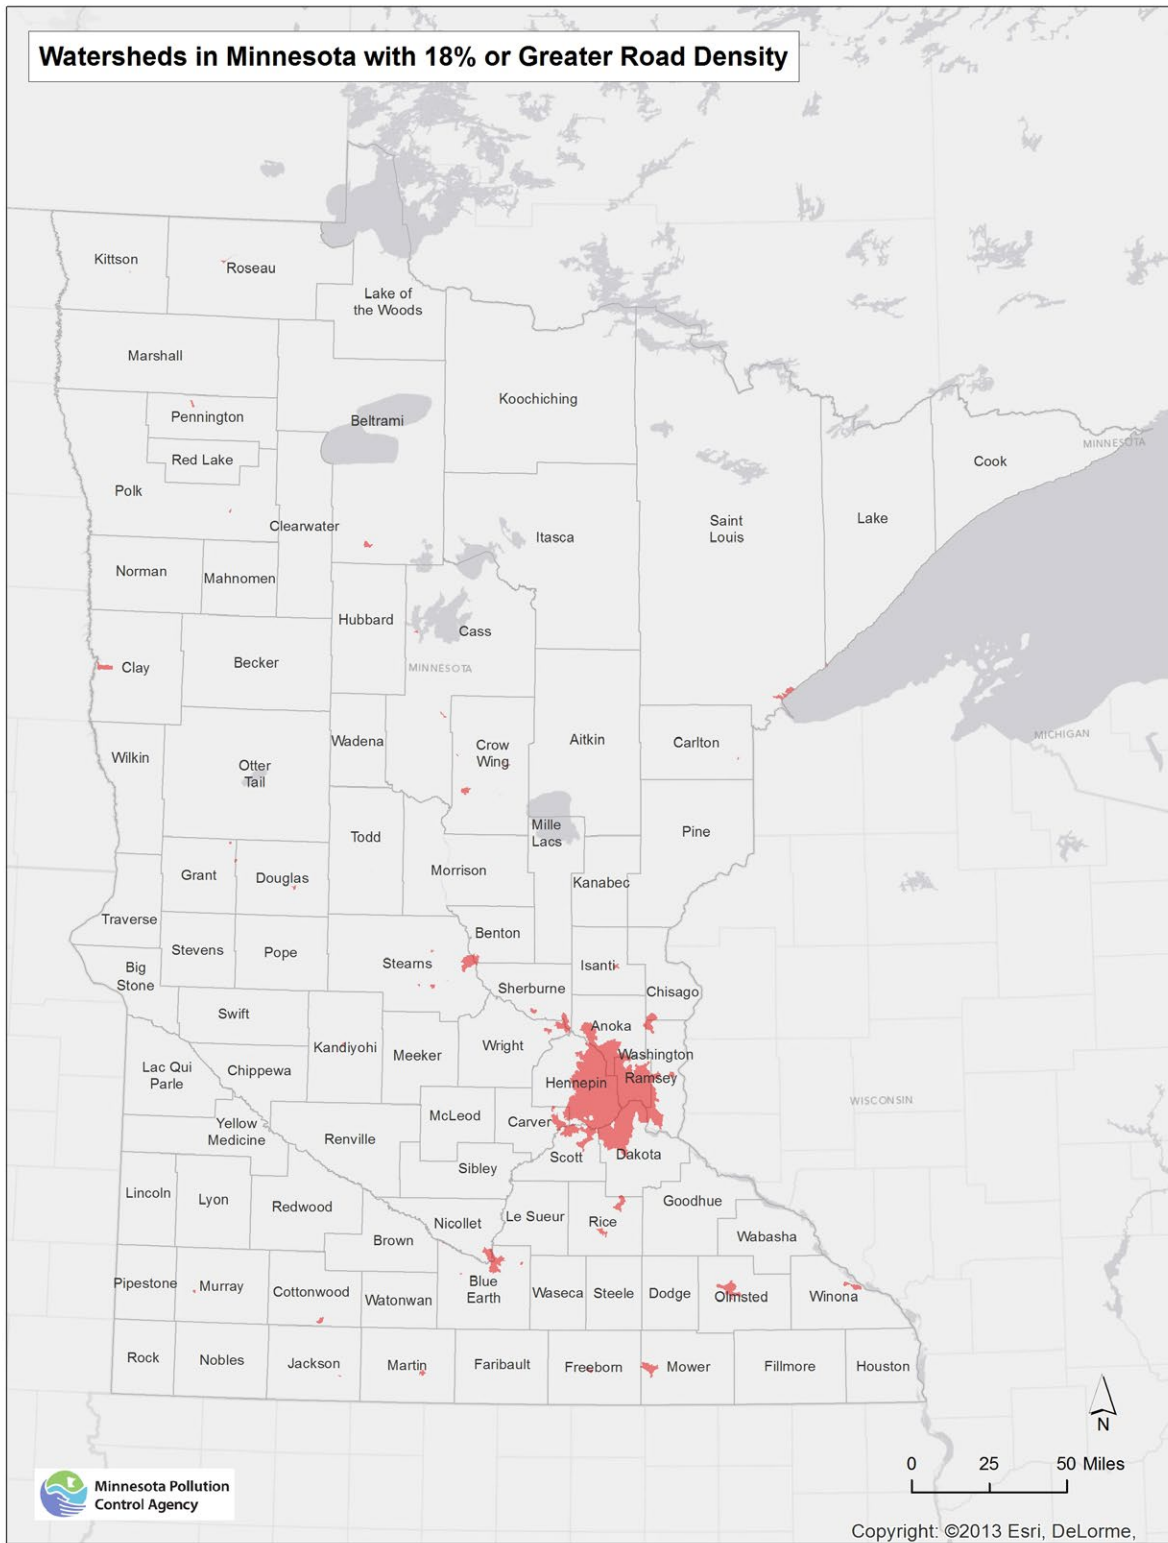 Watersheds in Minnesota with 18% or Greater Road Density
Kittson
Roseau
Lake of
the Woods
Marshall
Koochiching
Pennington
Beltrami
Red Lake
MINNESOTA
Cook
Polk
Clearwater
Saint
Louis
Lake
Itasca
Norman
Mahnomen
Hubbard
Cass
Clay
Becker
MINNESOTA
Wadena
Crow
Wing
Aitkin
Carlton
MICHIGAN
Wilkin
Otter
Tail
Todd
Mille
Lacs
Pine
Grant
Douglas
Morrison
Kanabec
Traverse
Stevens
Pope
Stearns
Benton
Isanti
Big
Stone
Sherburne
Chisago
Swift
Anoka
Kandiyohi
Meeker
Wright
Washington
Lac Qui
Parle
Chippewa
Hennepin
Ramsey
WISCONSIN
McLeod
Carver
Yellow
Medicine
Renville
Scott
Dakota
Sibley
Lincoln
Lyon
Redwood
Goodhue
Nicollet
Le Sueur
Rice
Brown
Wabasha
Pipestone
Murray
Cottonwood
Watonwan
Blue
Earth
Waseca
Steele
Dodge
Olmsted
Winona
Rock
Nobles
Jackson
Martin
Faribault
Freeborn
Mower
Fillmore
Houston
N
0 25 50 Miles
Minnesota Pollution
Control Agency
Copyright: ©2013 Esri, DeLorme,